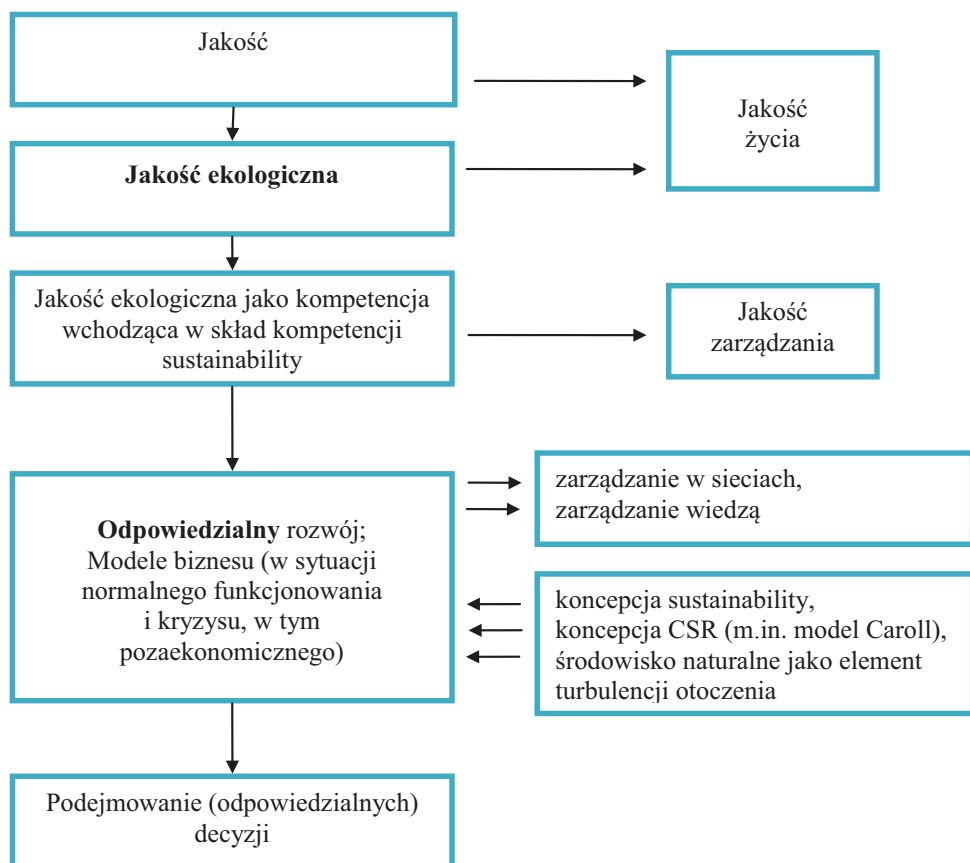 Jakość
Jakość
życia
Jakość ekologiczna
Jakość ekologiczna jako kompetencja
wchodząca w skład kompetencji
sustainability
Jakość
zarządzania
zarządzanie w sieciach,
zarządzanie wiedzą
Odpowiedzialny rozwój;
Modele biznesu (w sytuacji
normalnego funkcjonowania
i kryzysu, w tym
pozaekonomicznego)
koncepcja sustainability,
koncepcja CSR (m.in. model Caroll),
środowisko naturalne jako element
turbulencji otoczenia
Podejmowanie (odpowiedzialnych)
decyzji